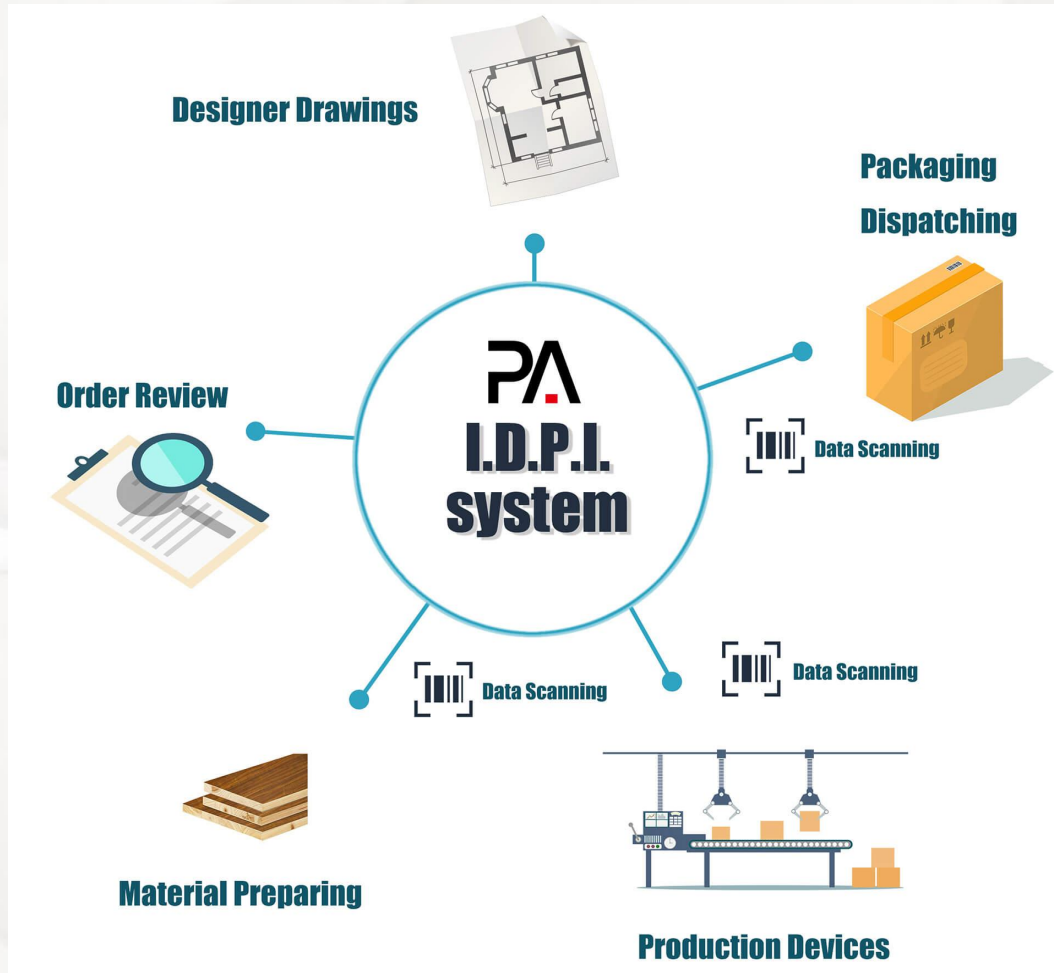 Designer Drawings
Packaging
Dispatching
Order Review
PA
I.D.P.I.
system
Data Scanning
Data Scanning
Data Scanning
Material Preparing
Production Devices